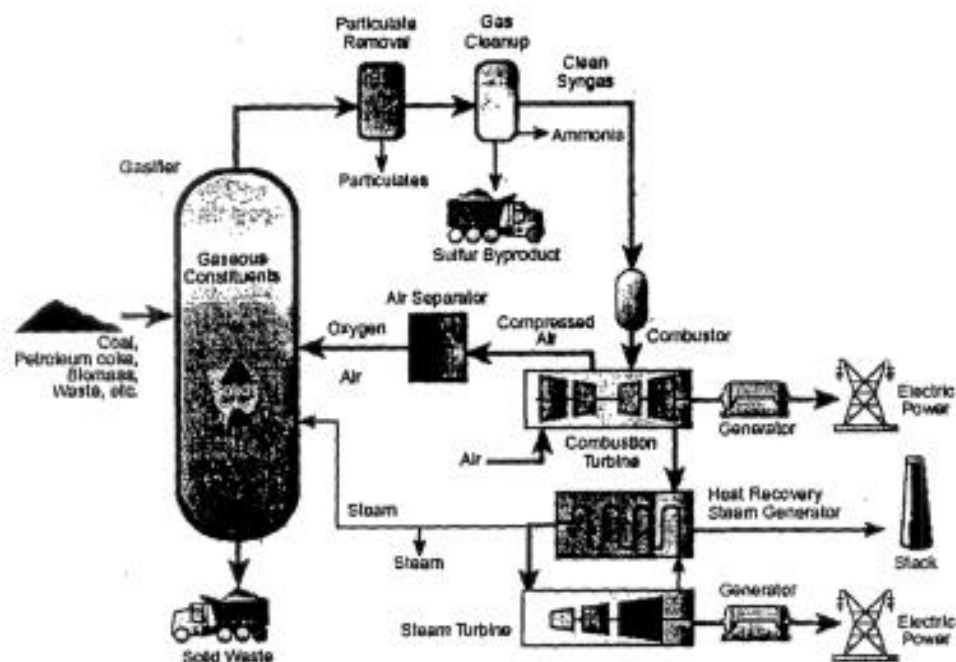 Particulate
Removal
Gas
Cleanup
Clean
Syngas
Ammonia
Gasifier
Particulates
Sulfur Byproduct
Gaseous
Constituents
Air Separator
Oxygen
Compressed
Air
Combustor
Coal,
Petroleum coke,
Biomass,
Waste, etc.
Air
Generator
Electric
Power
Air
Combustion
Turbine
Heat Recovery
Steam Generator
Steam
Steam
Stack
Generator
Steam Turbine
Electric
Power
Solid Waste